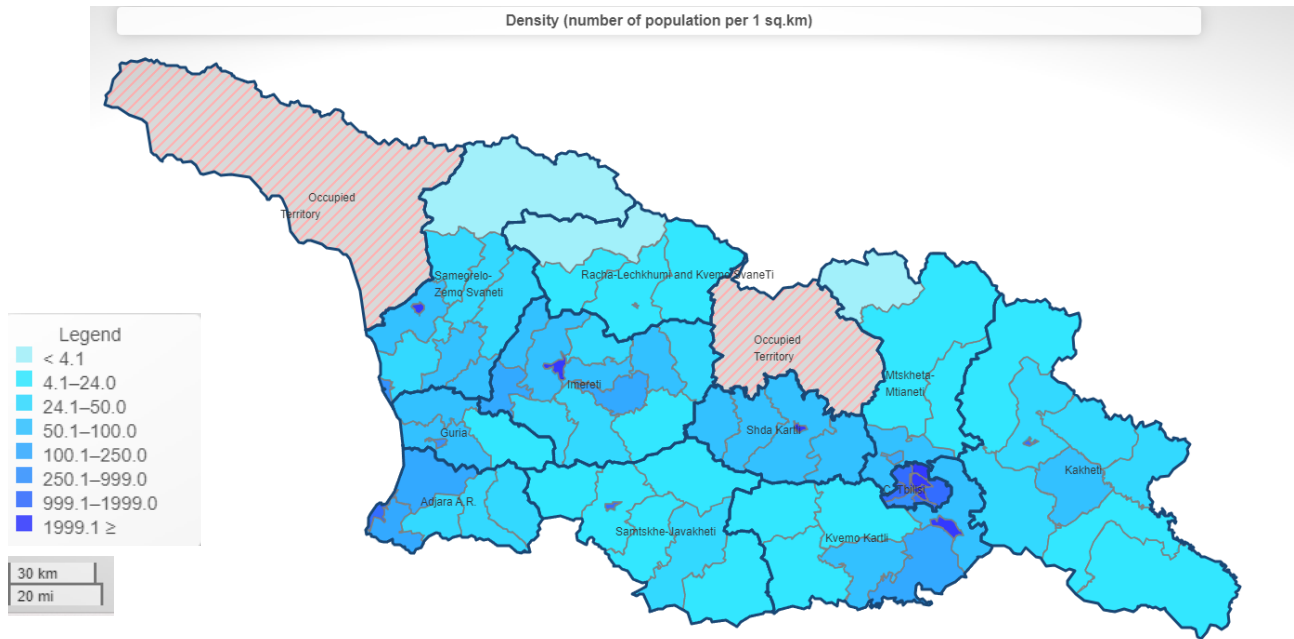 Density (number of population per 1 sq.km)
Occupied
Territory
Samegrelo-
Zemo Svaneti
Racha-Lechkhumi and Kvemo SvaneTi
Occupied
Territory
Mtskheta-
Mtianeti
Imereti
Guria
Shda Kartli
Kakheti
Adjara A.R.
Samtskhe-Javakheti
Kvemo Kartli
Legend
< 4.1
4.1–24.0
24.1–50.0
50.1–100.0
100.1–250.0
250.1–999.0
999.1–1999.0
1999.1 ≥
30 km
20 mi